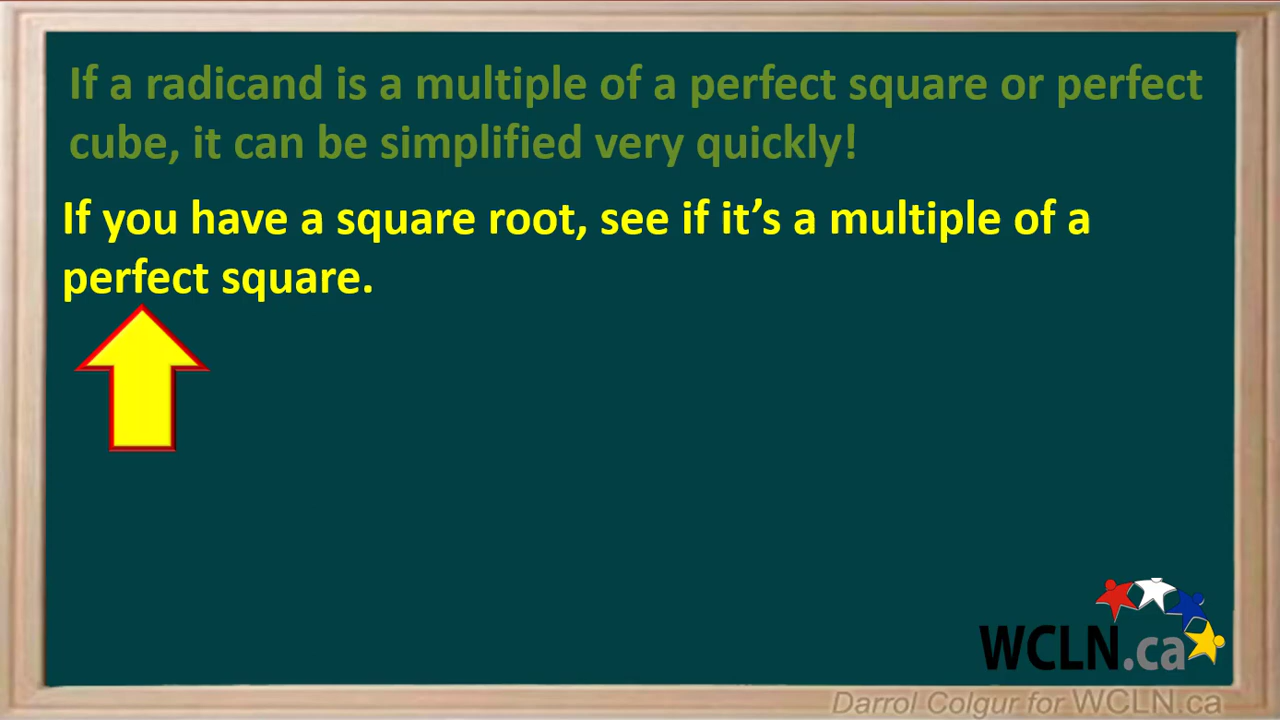 If a radicand is a multiple of a perfect square or perfect
cube, it can be simplified very quickly!
If you have a square root, see if it’s a multiple of a
perfect square.
WCLN.ca
Darrol Colgur for WCLN.ca